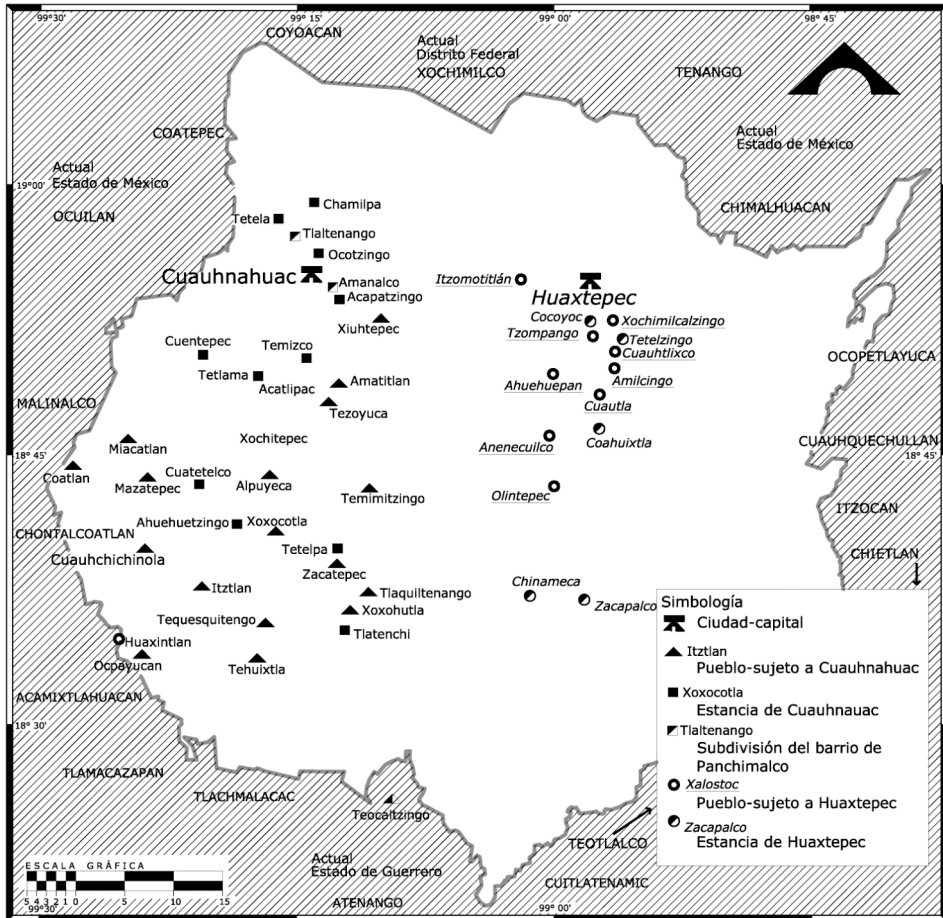 99° 30'
99° 15'
99° 00'
98° 45'
COYOACAN
Actual
Distrito Federal
XOCHIMILCO
TENANGO
COATEPEC
Actual
Estado de México
Actual
Estado de México
19° 00'
OCUILAN
CHIMALHUACAN
Chamilpa
Tetela
Tlaltenango
Ocotzingo
Cuauhnahuac
Amanalco
Acapatzingo
Xiuhtepec
Itzomotitlán
Huaxtepec
Cocoyoc
Xochimilcalzingo
Tzompango
Tetelzingo
Cuauhtlixco
Cuentepec
Temizco
Tetlama
Acatlipac
Amatitlan
Tezoyuca
Ahuehuepan
Amilcingo
Cuautla
OCOPETLAYUCA
MALINALCO
Miacatlan
Xochitepec
Anenecuilco
Coahuixtla
CUAUHQUECHULLAN
18° 45'
18° 45'
Coatlan
Mazatepec
Cuatetelco
Alpuyeca
Temimitzingo
Olintepec
ITZOCAN
CHONTALCOATLAN
Ahuehuetzingo
Xoxocotla
Cuauhchichinola
Tetelpa
Zacatepec
CHIETLAN
Itztlan
Tlaquiltenango
Chinameca
Zacapalco
Tequesquitengo
Xoxohutla
Tlatenchi
Huaxintlan
Ocpayucan
Tehuixtla
ACAMIXTLAHUACAN
18° 30'
TLAMACAZAPAN
TLACHMALACAC
Teocaltzingo
TEOTLALCO
Actual
Estado de Guerrero
CUITLATENAMIC
ATENANGO
Simbología
Ciudad-capital
Itztlan
Pueblo-sujeto a Cuauhnahuac
Xoxocotla
Estancia de Cuauhnauac
Tlaltenango
Subdivisión del barrio de
Panchimalco
Xalostoc
Pueblo-sujeto a Huaxtepec
Zacapalco
Estancia de Huaxtepec
ESCALA GRÁFICA
5 4 3 2 1 0 5 10 15
99° 30'
99° 00'